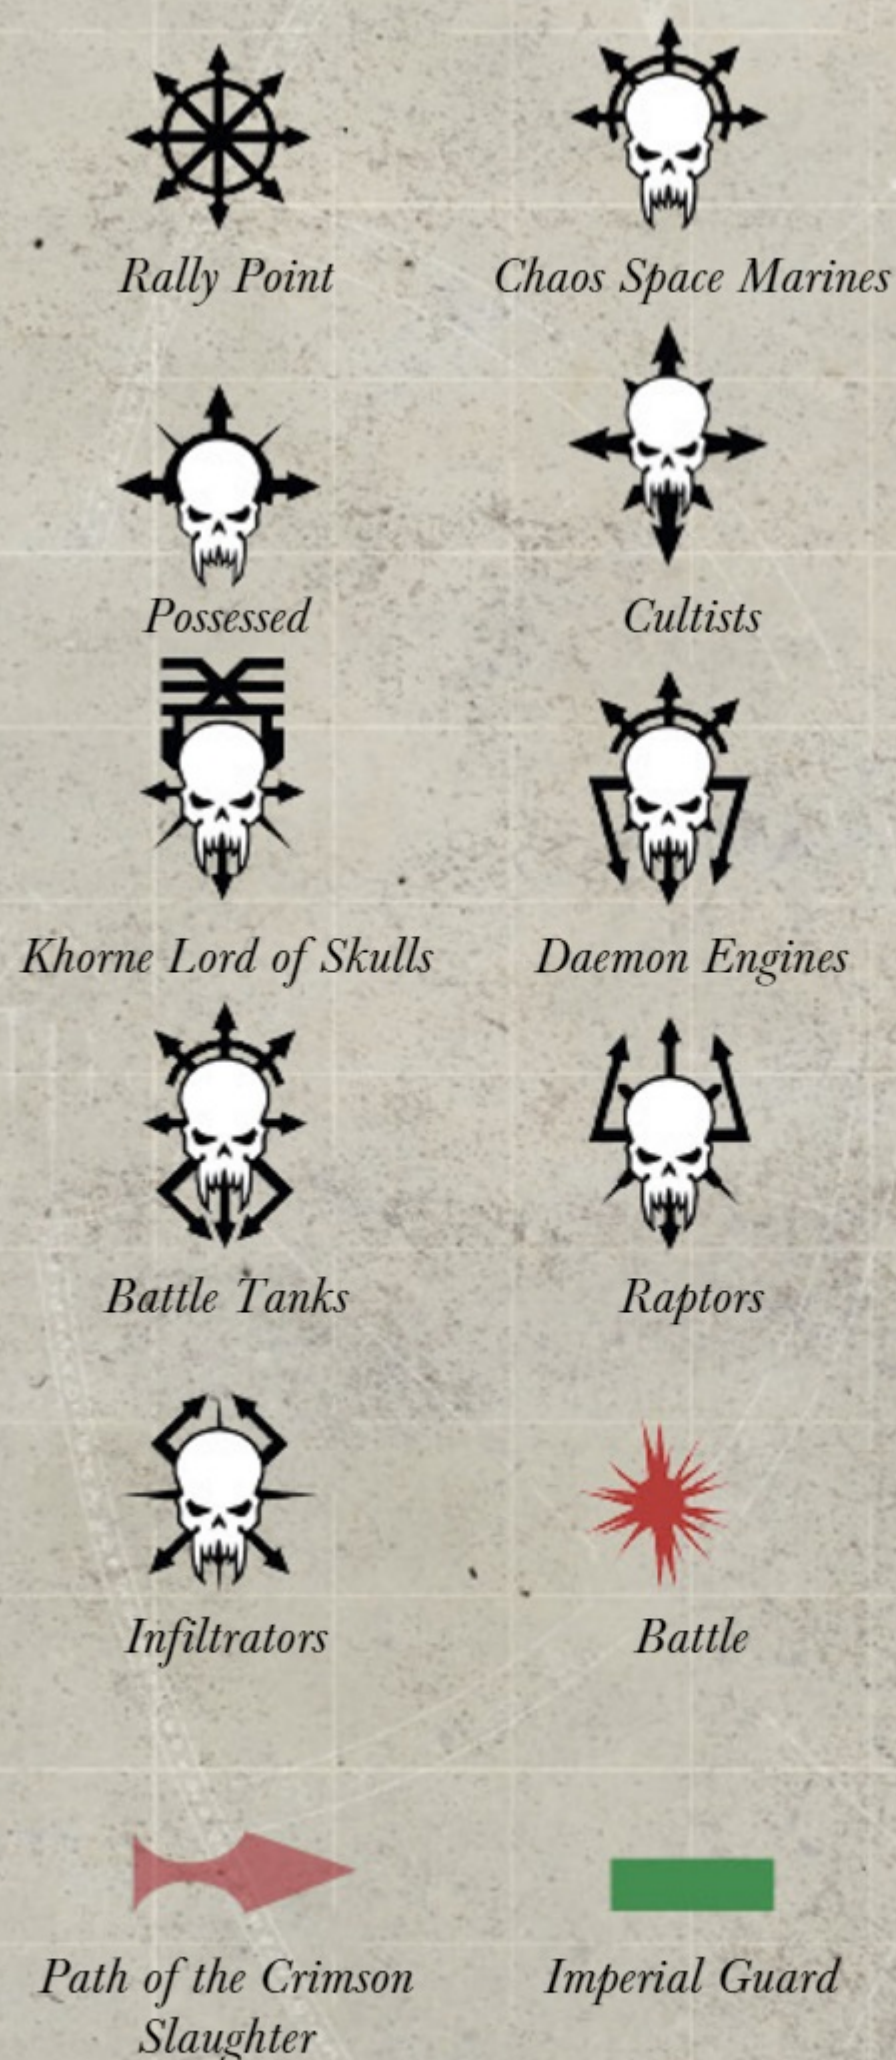 Rally Point
Chaos Space Marines
Possessed
Cultists
Khorne Lord of Skulls
Daemon Engines
Battle Tanks
Raptors
Infiltrators
Battle
Path of the Crimson
Slaughter
Imperial Guard